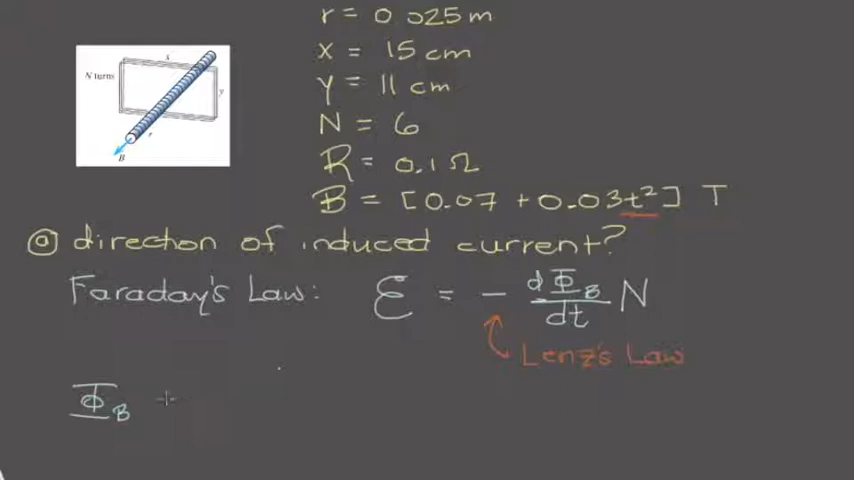 r = 0.025m
x = 15 cm
y = 11 cm
N = 6
R = 0.1 Ω
B = [0.07 + 0.03t²] T
x
N turns
y
r
B
ⓐ direction of induced current?
Faraday's Law: ℰ = - dΦ_B/dt N
Lenz's Law
Φ_B